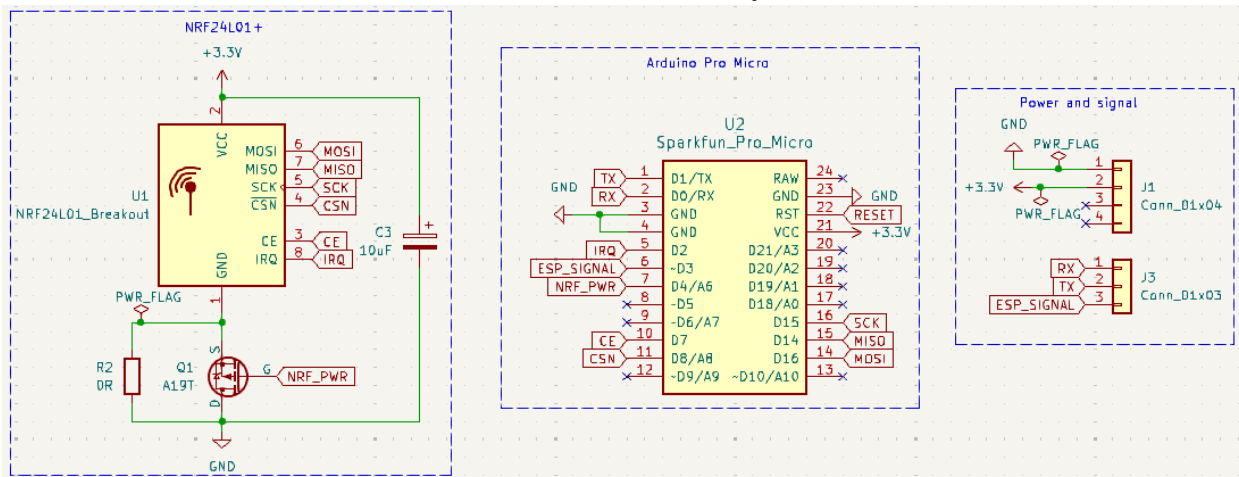 NRF24L01+
+3.3V
2
VCC
U1
NRF24L01_Breakout
MOSI 6 MOSI
MISO 7 MISO
SCK 5 SCK
CSN 4 CSN
CE 3 CE
IRQ 8 IRQ
GND
1
C3
10uF
+
PWR_FLAG
R2
0R
Q1
A19T
S
G
D
NRF_PWR
GND
Arduino Pro Micro
U2
Sparkfun_Pro_Micro
TX 1 D1/TX RAW 24
RX 2 D0/RX GND 23 GND
GND 3 GND RST 22 RESET
4 GND VCC 21 +3.3V
IRQ 5 D2 D21/A3 20
ESP_SIGNAL 6 ~D3 D20/A2 19
NRF_PWR 7 D4/A6 D19/A1 18
8 ~D5 D18/A0 17
9 ~D6/A7 D15 16 SCK
CE 10 D7 D14 15 MISO
CSN 11 D8/A8 D16 14 MOSI
12 ~D9/A9 ~D10/A10 13
Power and signal
GND
PWR_FLAG
+3.3V
PWR_FLAG
1
2
3
4
J1
Conn_01x04
RX 1
TX 2
ESP_SIGNAL 3
J3
Conn_01x03